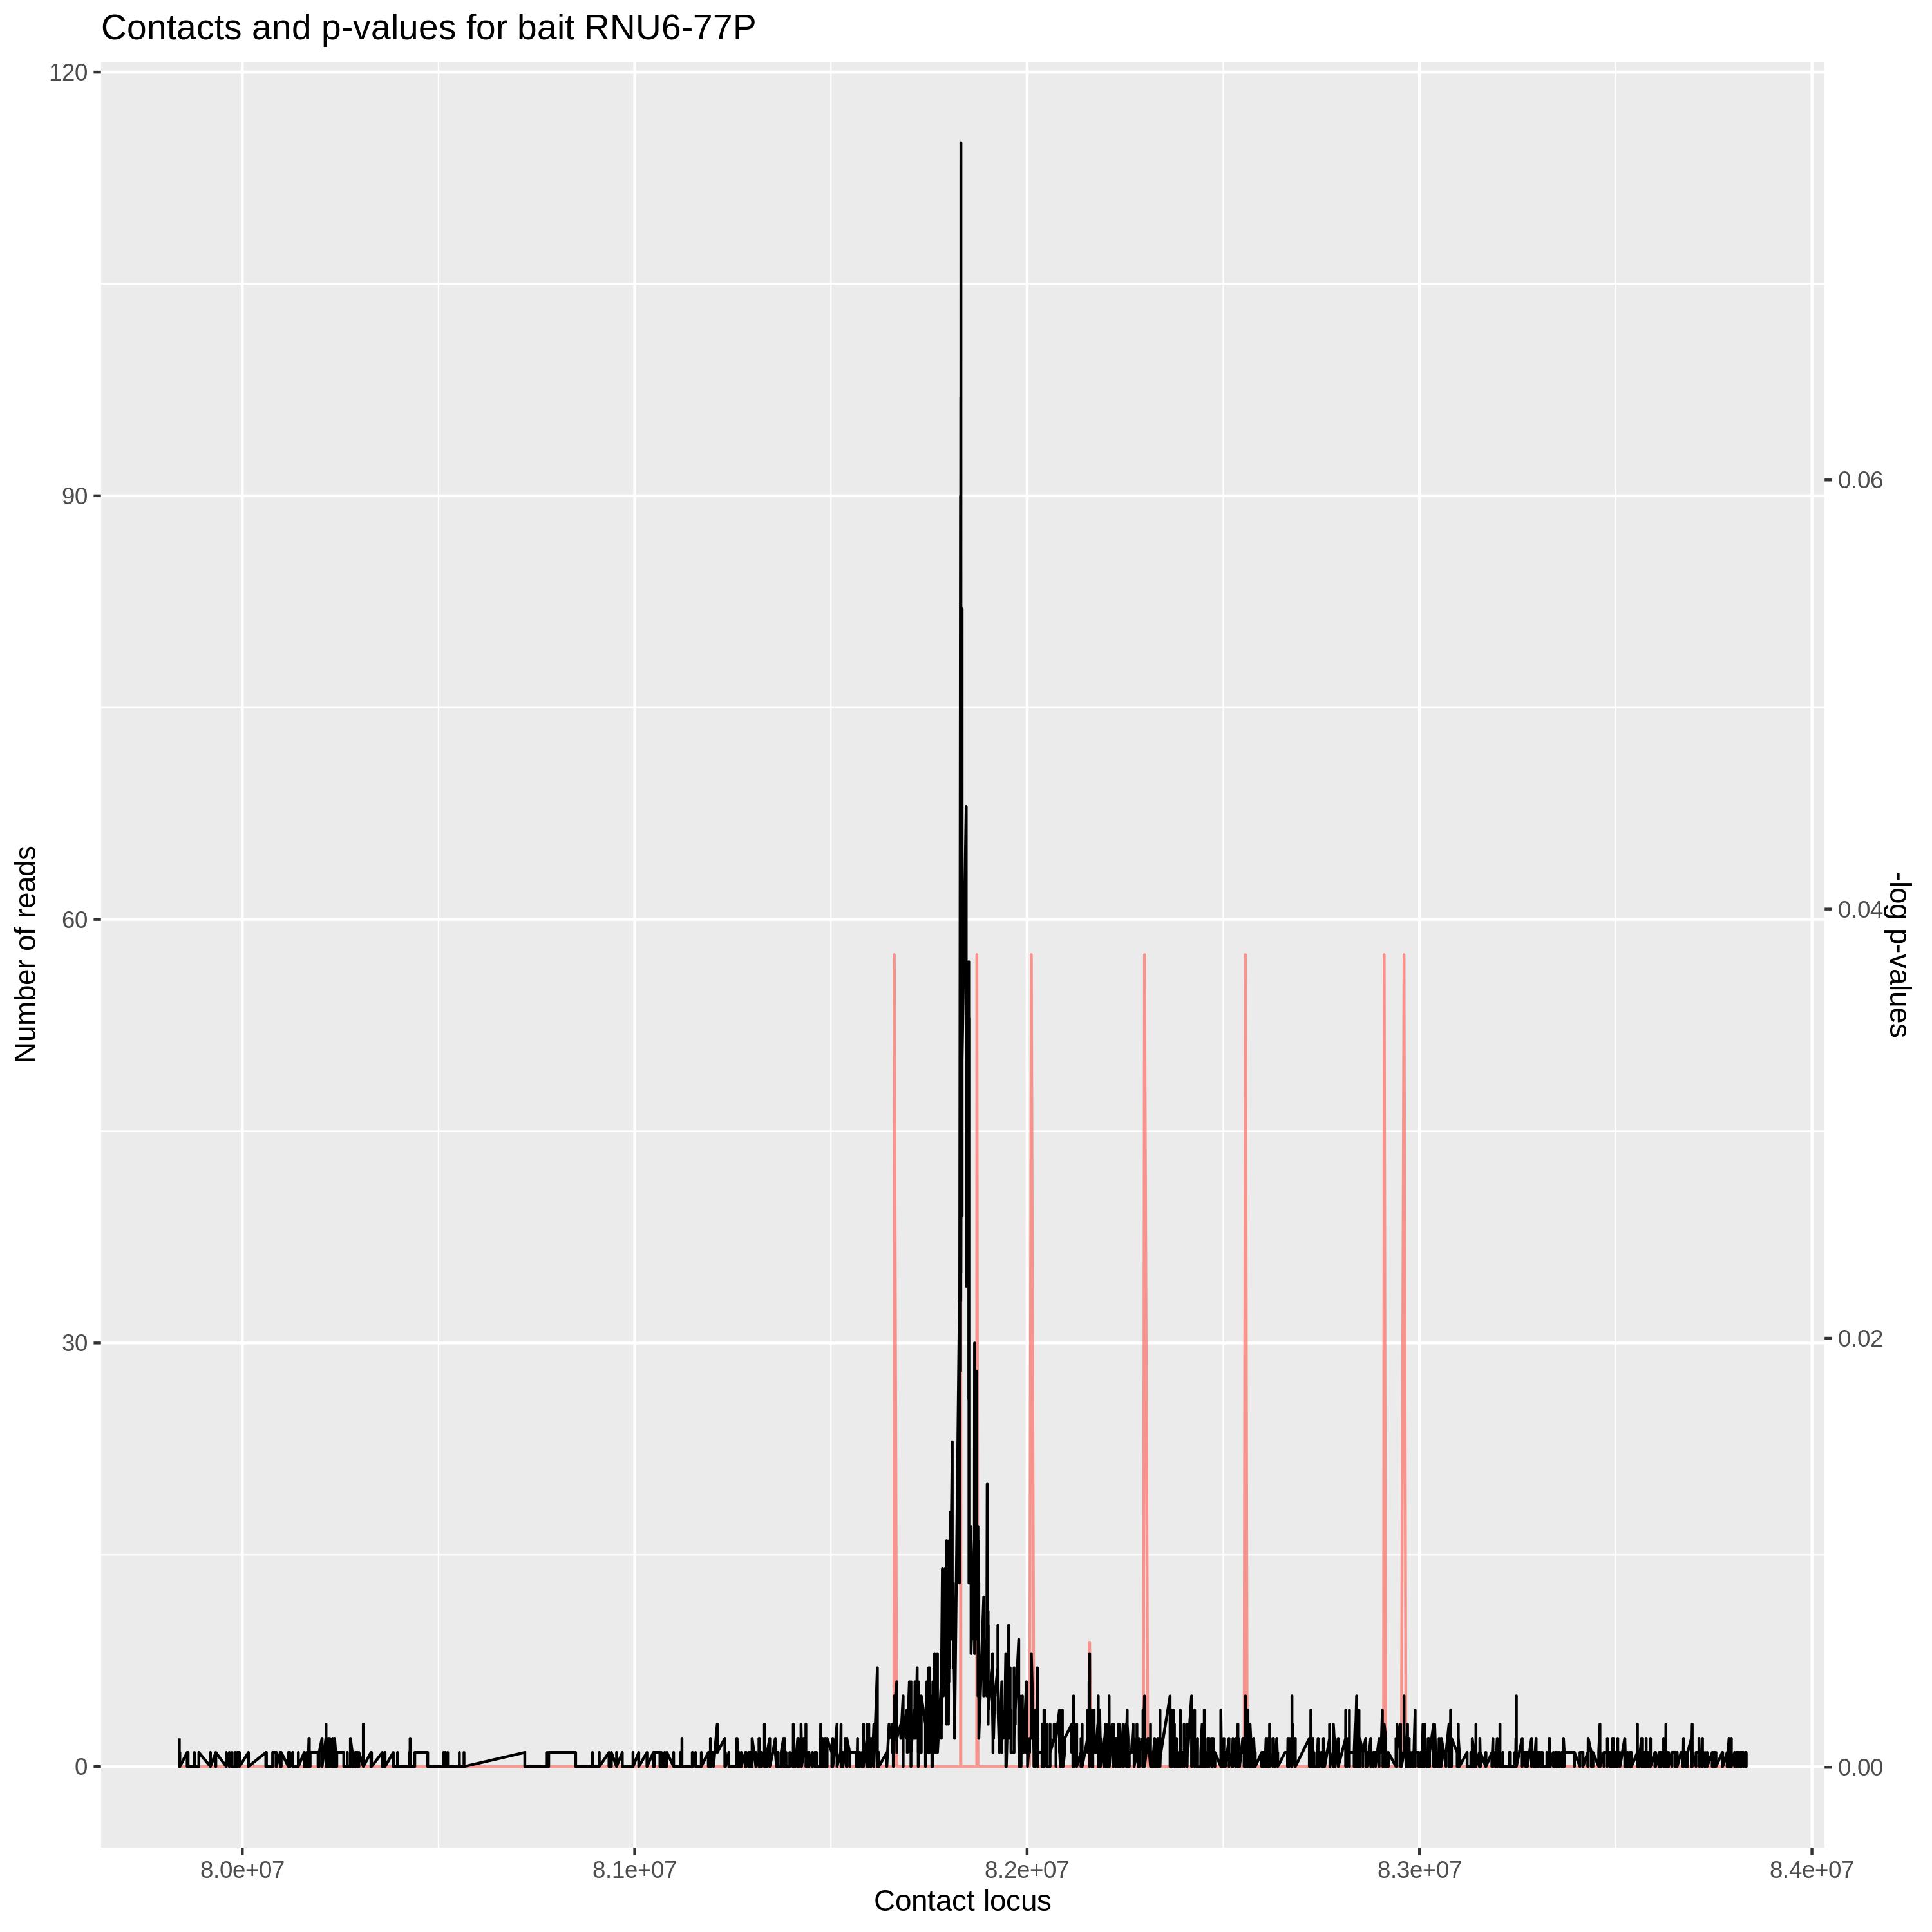 Contacts and p-values for bait RNU6-77P
120
90
60
30
0
Number of reads
0.06
0.04
0.02
0.00
-log p-values
8.0e+07 8.1e+07 8.2e+07 8.3e+07 8.4e+07
Contact locus